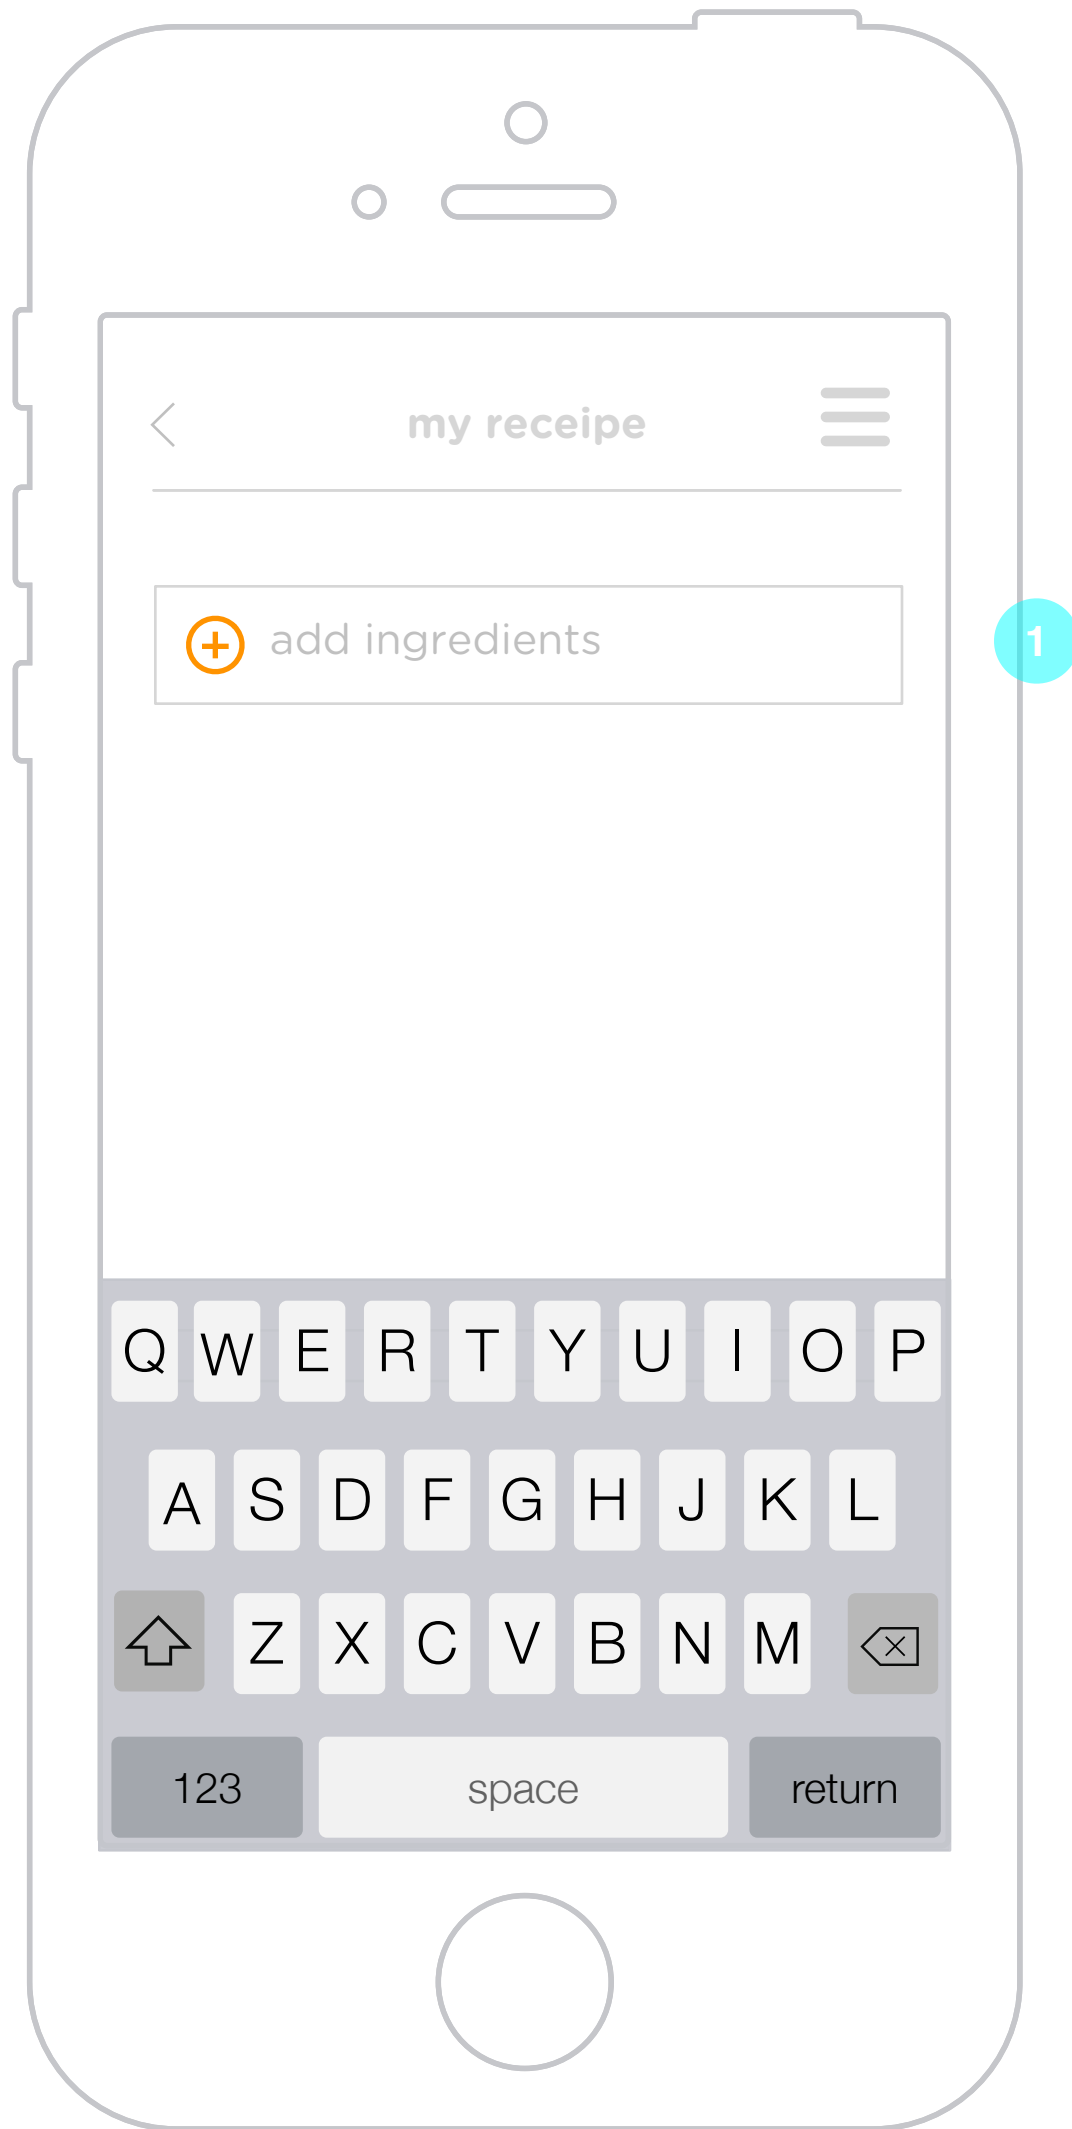 my receipe
add ingredients
1
Q W E R T Y U I O P
A S D F G H J K L
Z X C V B N M
123 space return